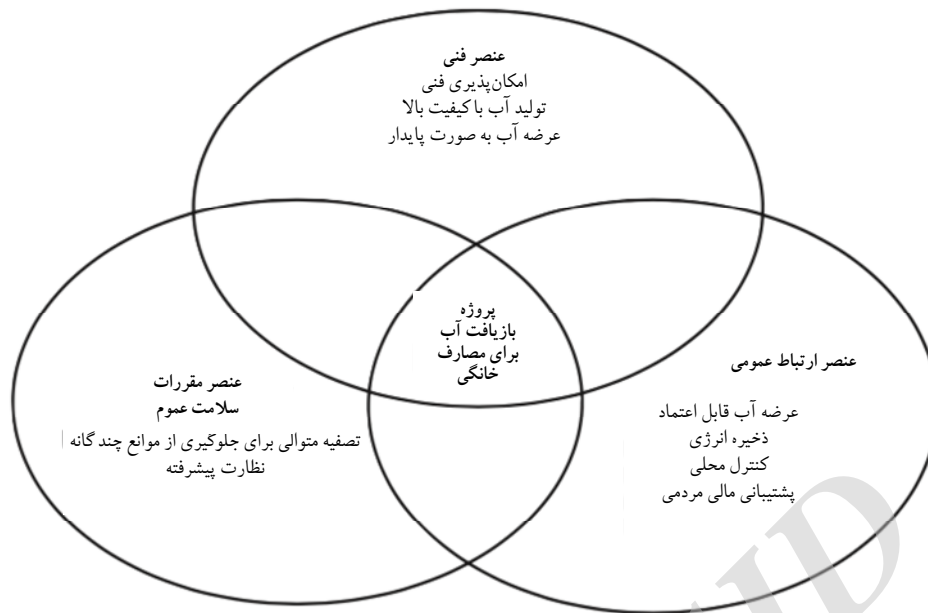 عنصر فنی
امکان‌پذیری فنی
تولید آب با کیفیت بالا
عرضه آب به صورت پایدار
پروژه
بازیافت آب
برای مصارف
خانگی
عنصر ارتباط عمومی
عرضه آب قابل اعتماد
ذخیره انرژی
کنترل محلی
پشتیبانی مالی مردمی
عنصر مقررات
سلامت عموم
تصفیه متوالی برای جلوگیری از موانع چند گانه
نظارت پیشرفته